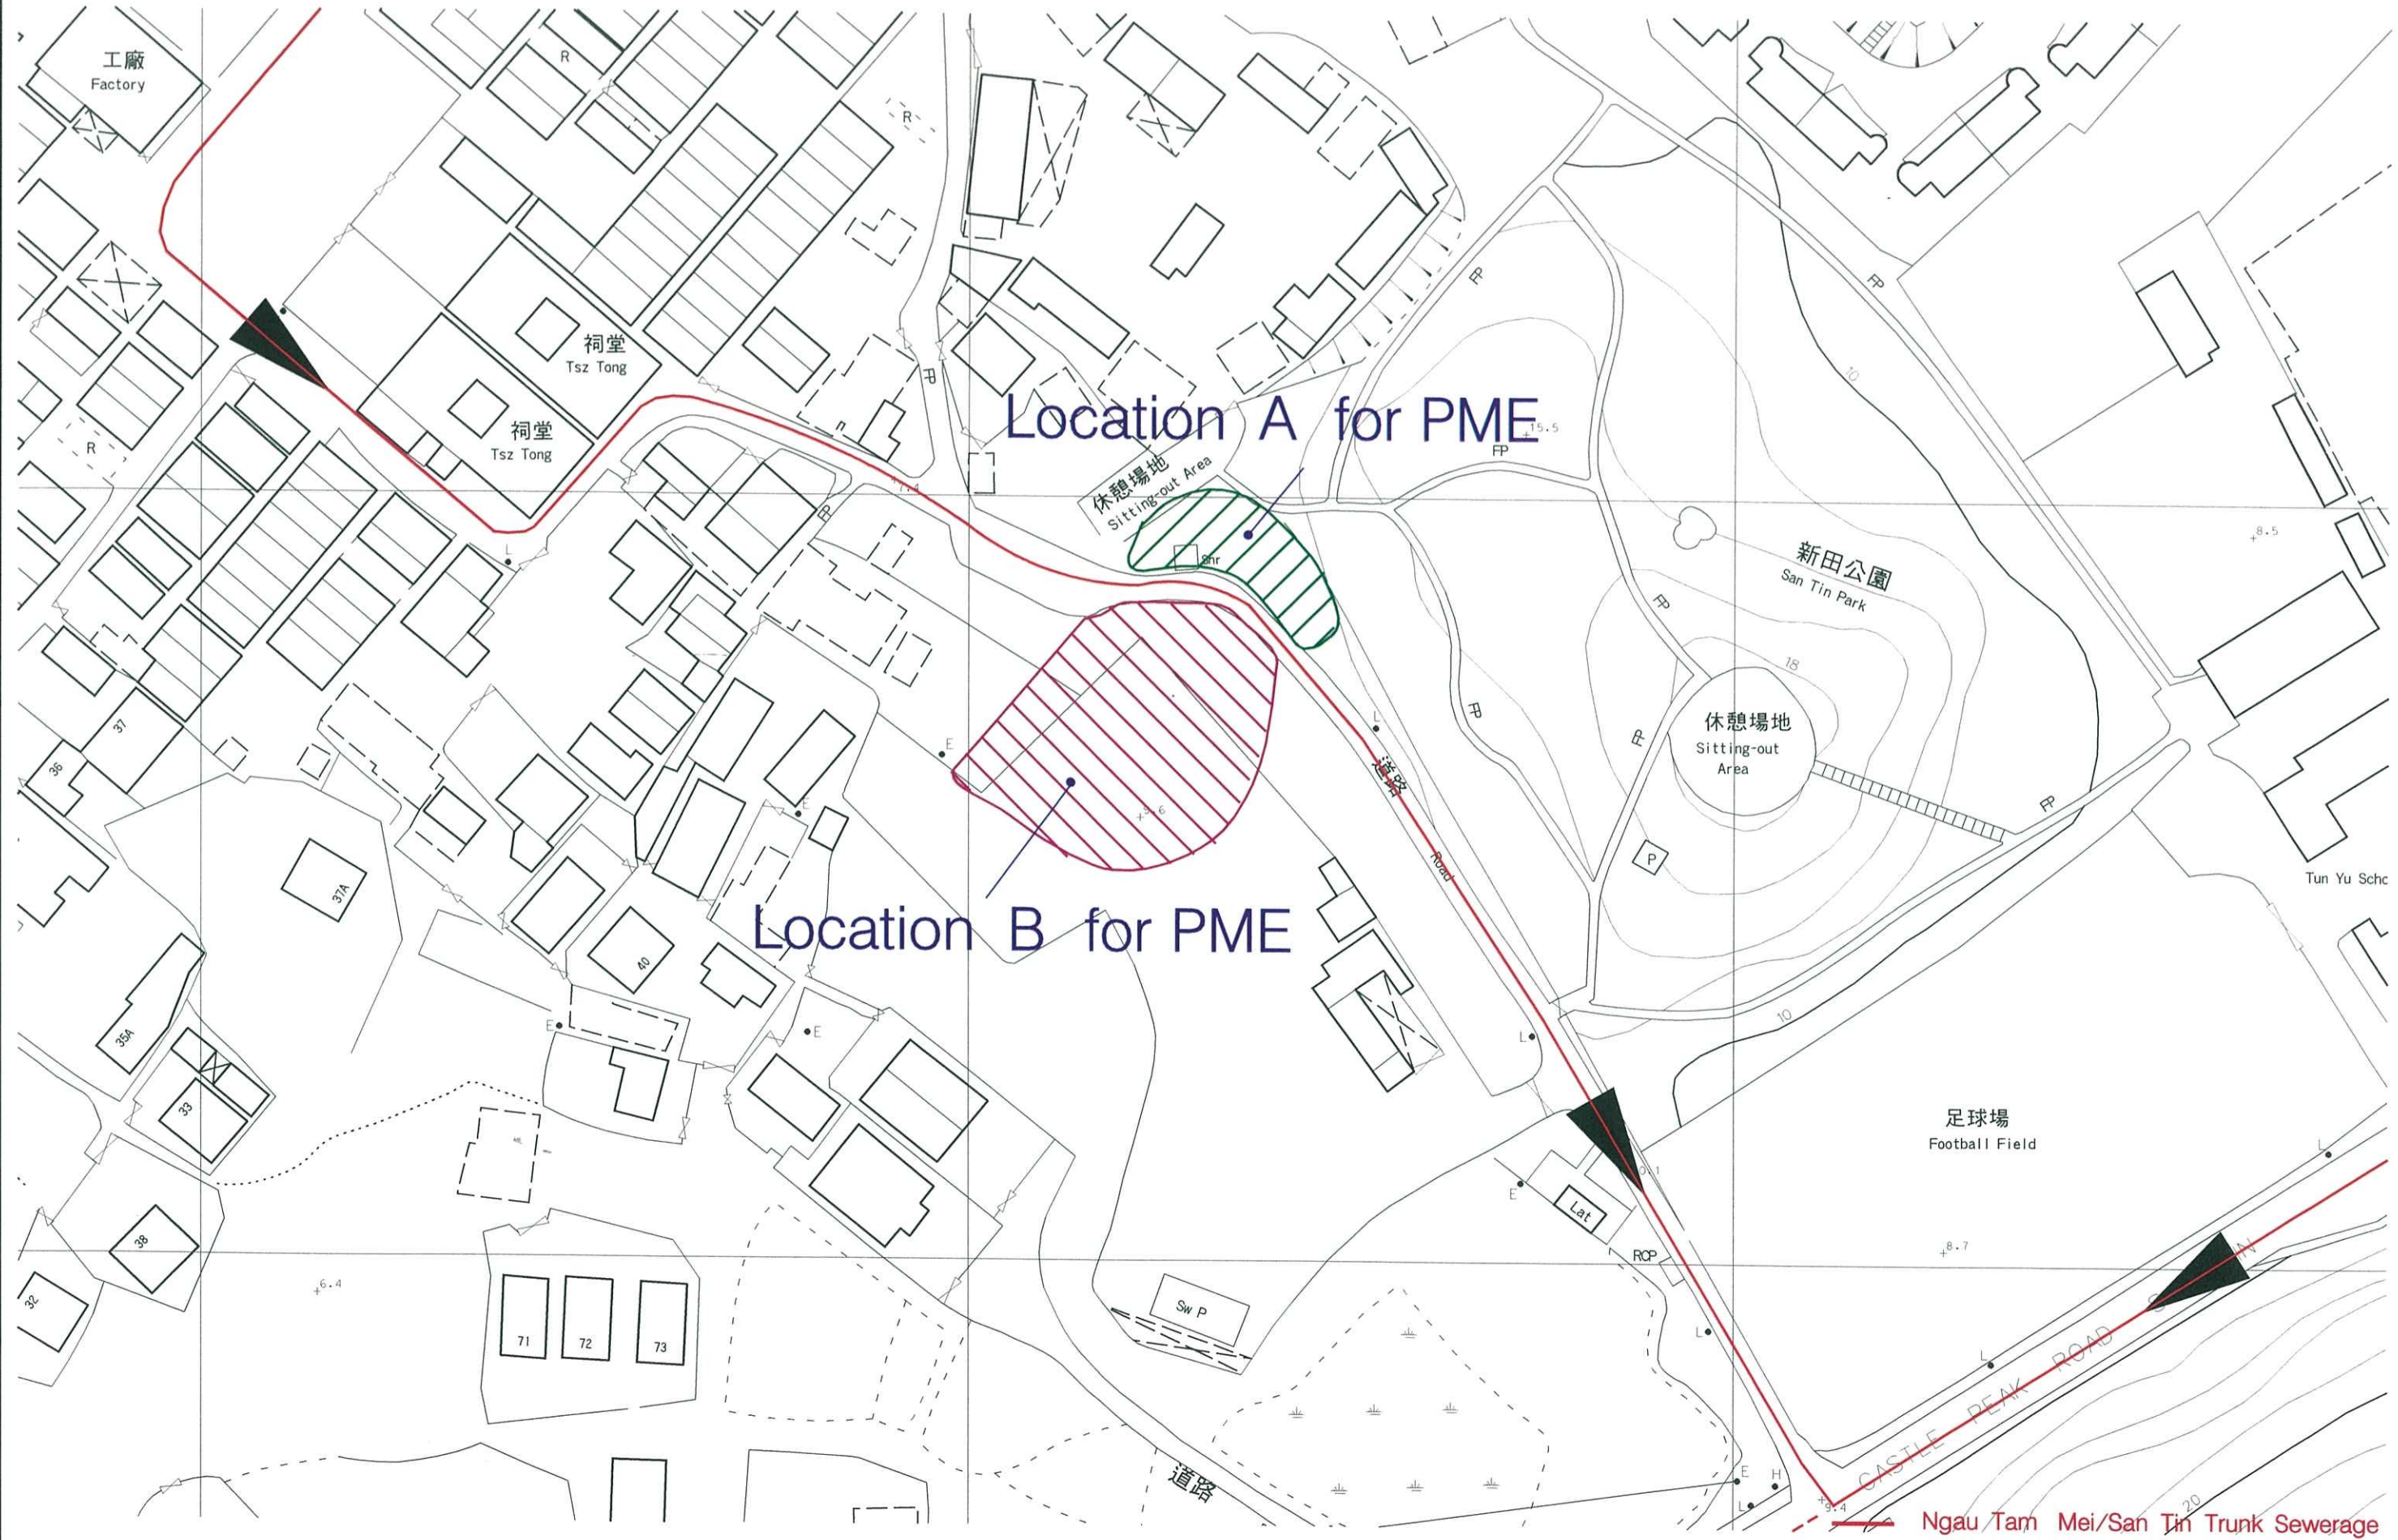 工廠
Factory
R
R
祠堂
Tsz Tong
祠堂
Tsz Tong
R
FP
FP
FP
10
Location A for PME
15.5
FP
休憩場地
Sitting-out Area
7.4
FP
Shr
L
8.5
新田公園
San Tin Park
FP
18
FP
FP
休憩場地
Sitting-out
Area
FP
P
37
36
E
E
L
道路
Road
37A
Tun Yu Scho
Location B for PME
40
35A
E
E
L
10
33
足球場
Football Field
L
E
Lat
RCP
8.7
38
6.4
32
71
72
73
Sw P
L
L
CASTLE PEAK ROAD
道路
E
H
L
9.4
20
Ngau Tam Mei/San Tin Trunk Sewerage